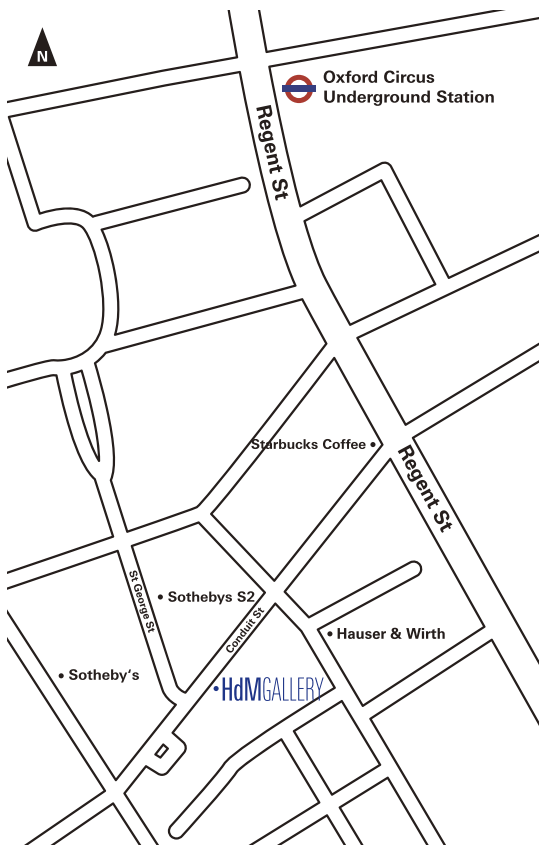 N
Oxford Circus
Underground Station
Regent St
Starbucks Coffee
Regent St
St George St
Sothebys S2
Conduit St
Hauser & Wirth
Sotheby's
HdMGALLERY